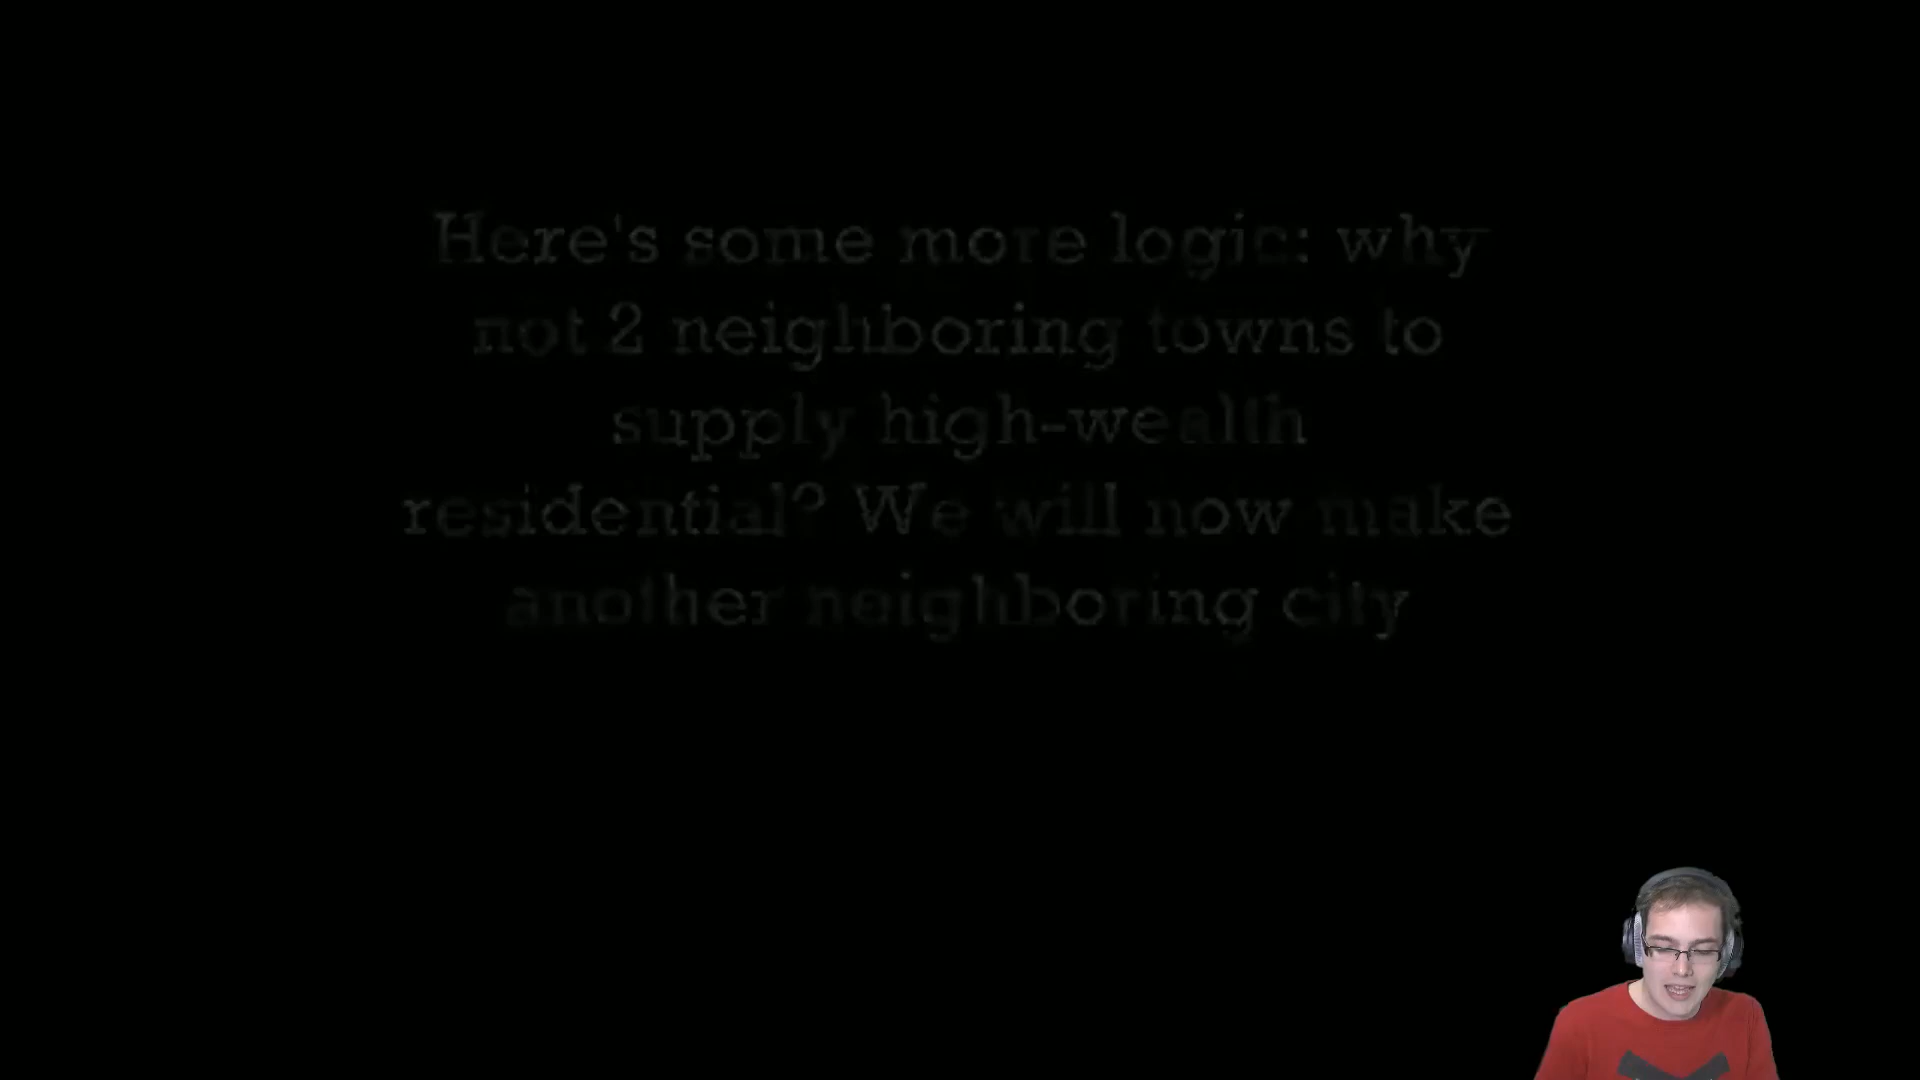 Here's some more logic: why
not 2 neighboring towns to
supply high-wealth
residential? We will now make
another neighboring city